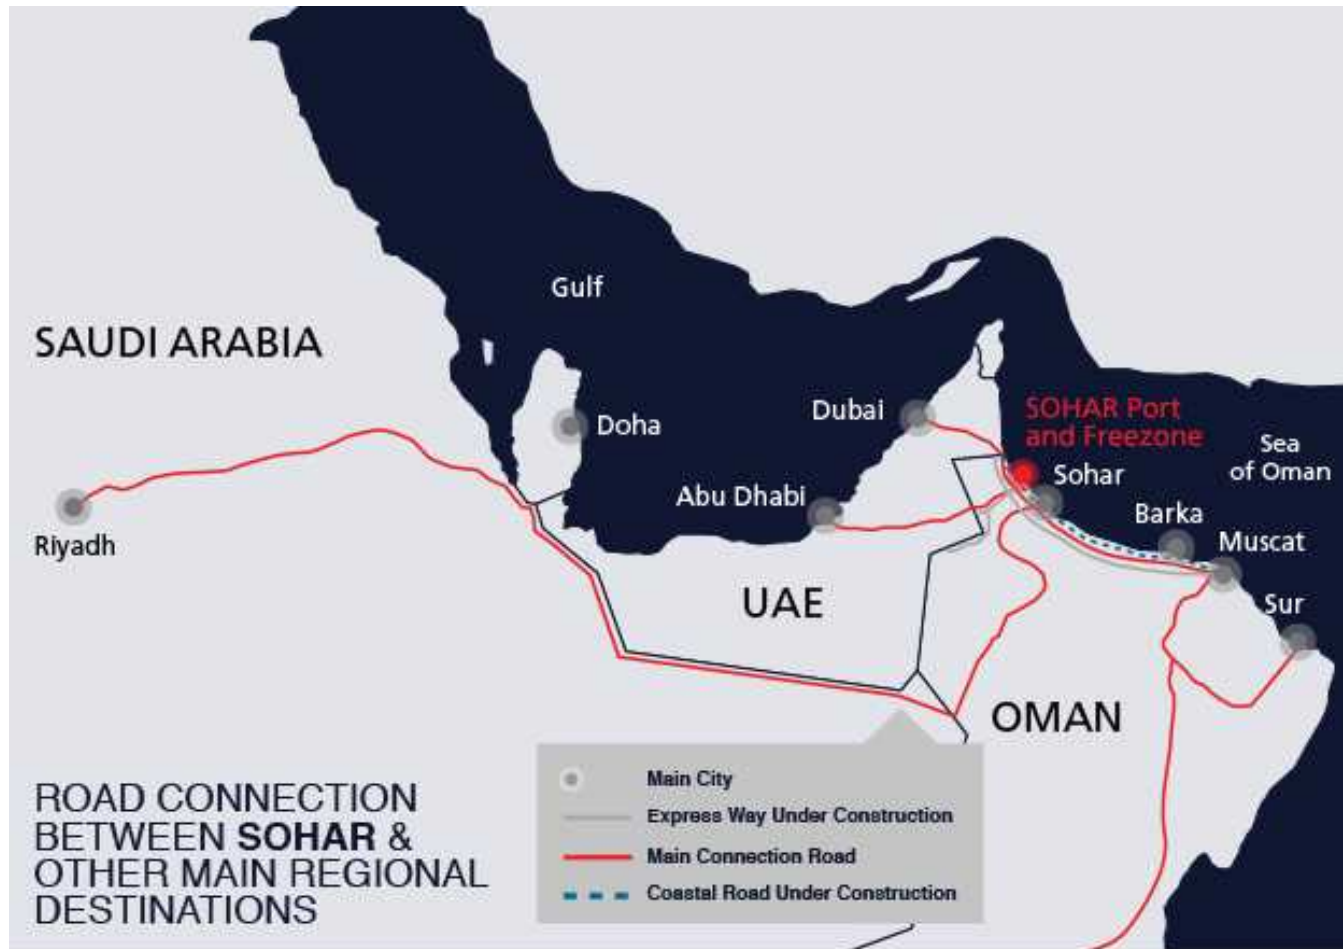 Gulf
SAUDI ARABIA
Doha
Dubai
SOHAR Port
and Freezone
Sea
of Oman
Sohar
Abu Dhabi
Barka
Riyadh
Muscat
UAE
Sur
OMAN
ROAD CONNECTION
BETWEEN SOHAR &
OTHER MAIN REGIONAL
DESTINATIONS
Main City
Express Way Under Construction
Main Connection Road
Coastal Road Under Construction